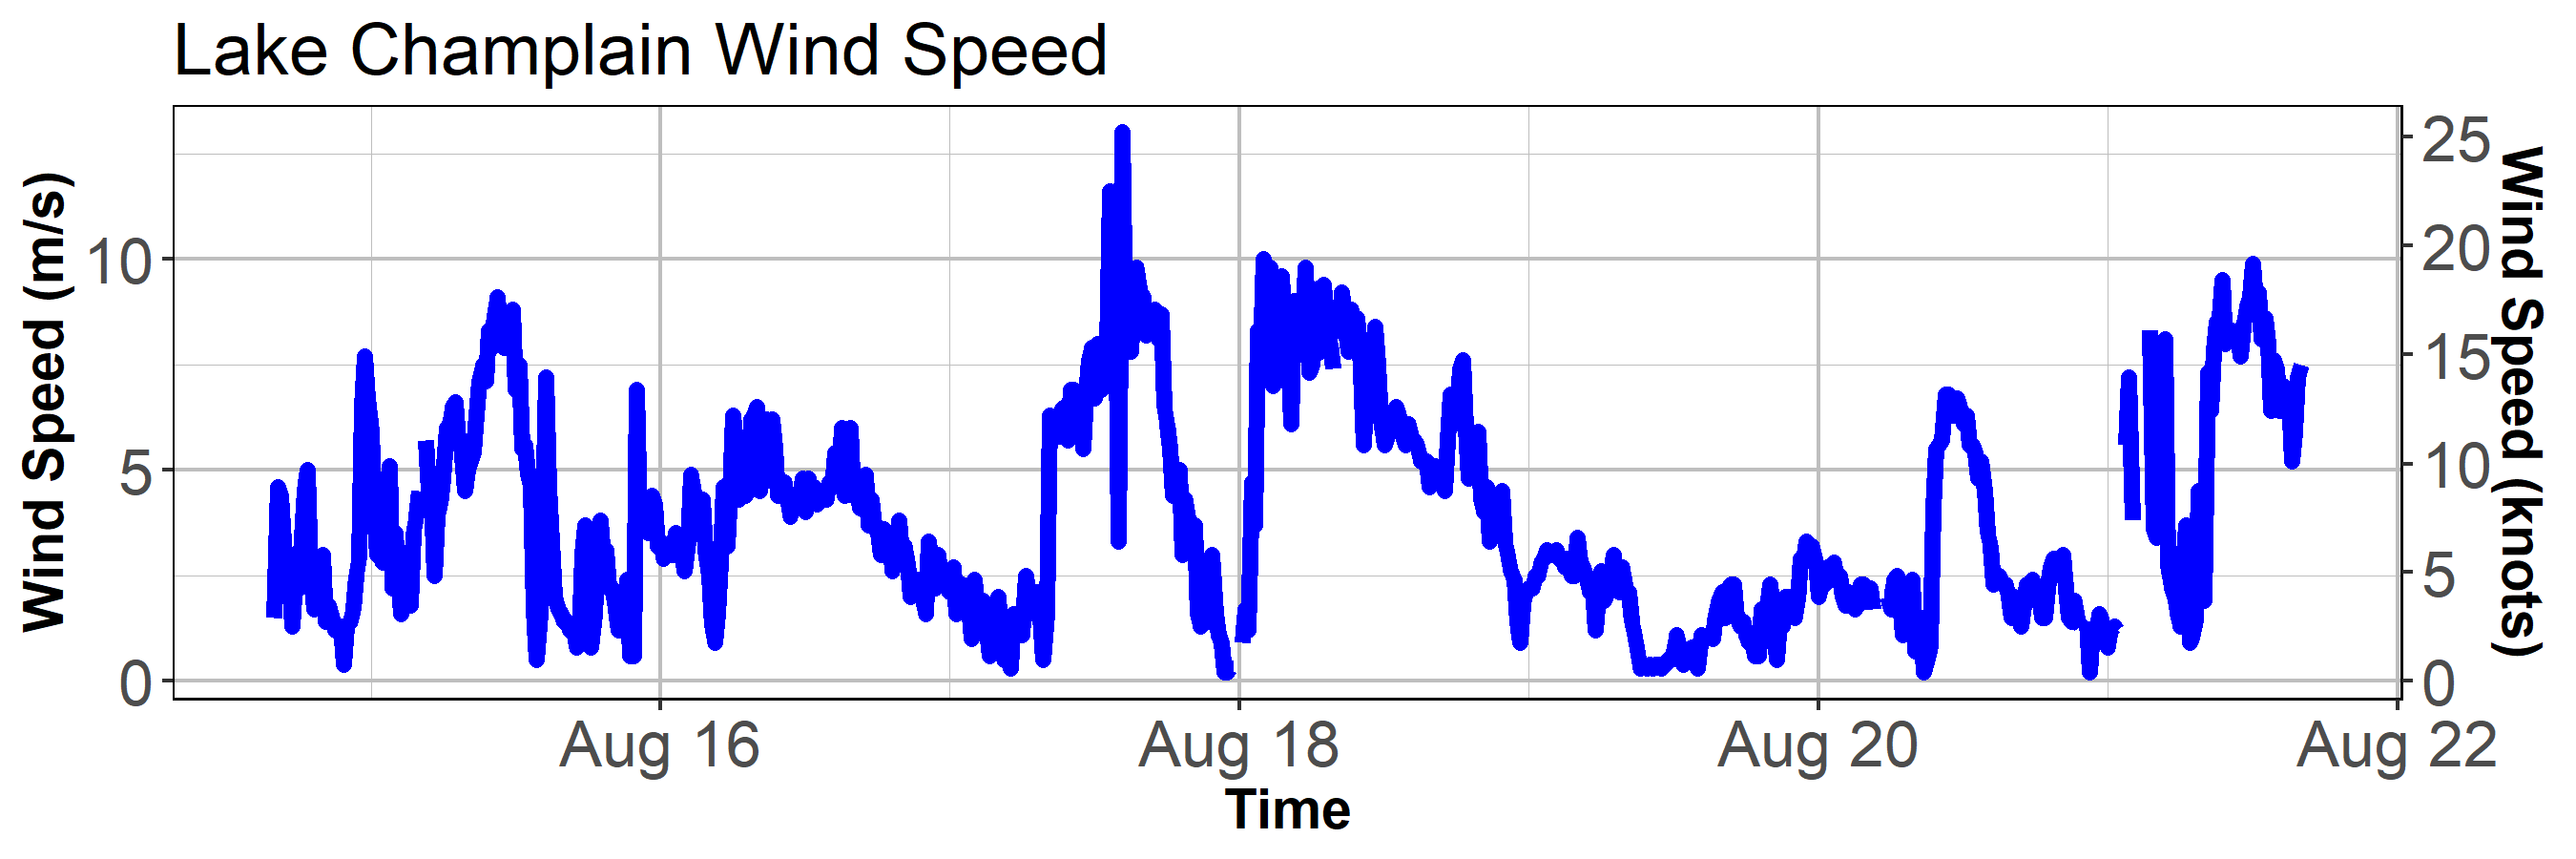 Lake Champlain Wind Speed
Wind Speed (m/s)
10
5
0
25
20
15
10
5
0
Wind Speed (knots)
Aug 16
Aug 18
Aug 20
Aug 22
Time